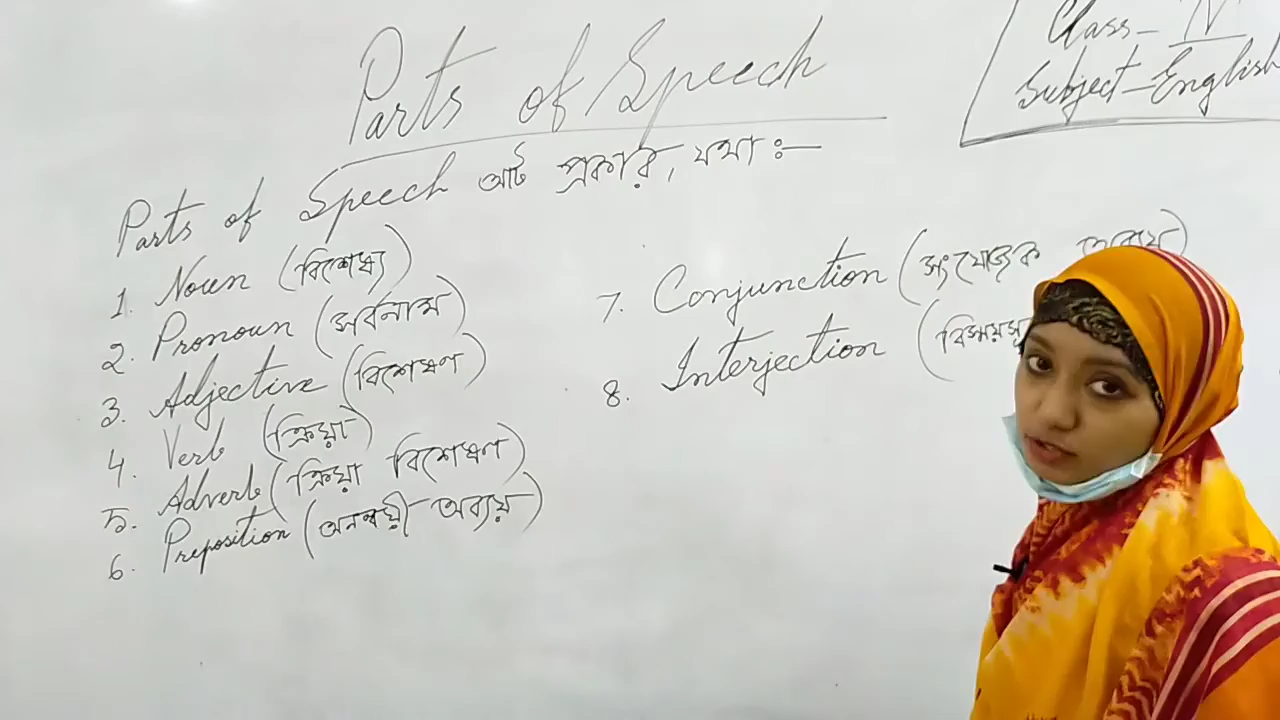 Parts of Speech
Class- IV
Subject-English
Parts of Speech আট প্রকার, যথা ঃ—
1. Noun (বিশেষ্য)
2. Pronoun (সর্বনাম)
3. Adjective (বিশেষণ)
4. Verb (ক্রিয়া)
5. Adverb (ক্রিয়া বিশেষণ)
6. Preposition (অনন্বয়ী অব্যয়)
7. Conjunction (সংযোজক অব্যয়)
8. Interjection